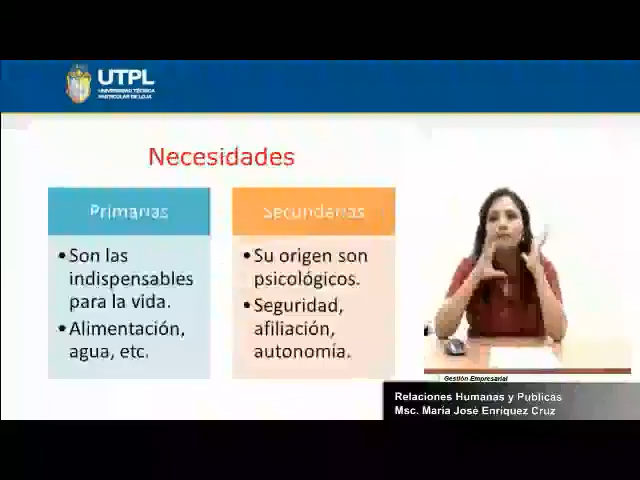 UTPL
UNIVERSIDAD TÉCNICA
PARTICULAR DE LOJA
Necesidades
Primarias
• Son las
indispensables
para la vida.
• Alimentación,
agua, etc.
Secundarias
• Su origen son
psicológicos.
• Seguridad,
afiliación,
autonomía.
Gestión Empresarial
Relaciones Humanas y Publicas
Msc. María José Enríquez Cruz